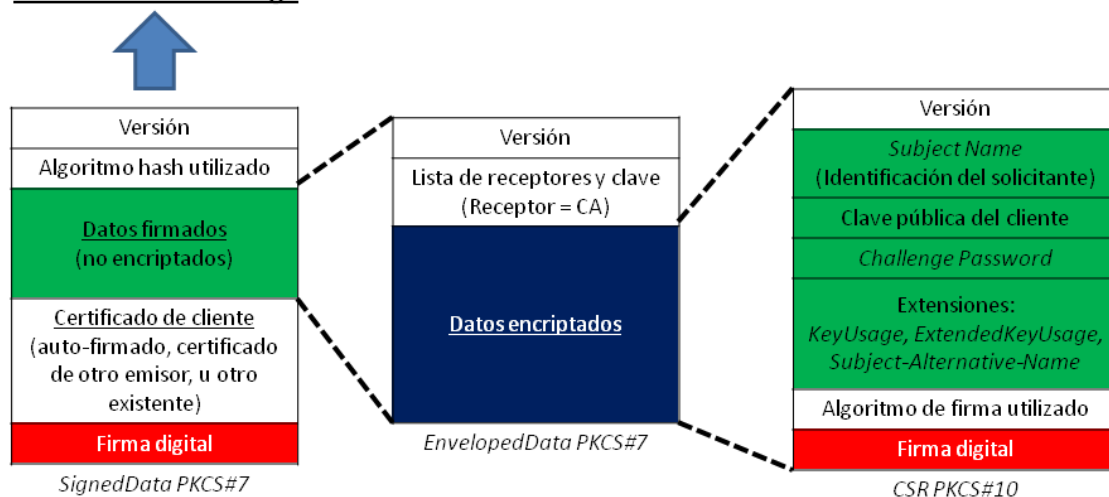 Versión
Algoritmo hash utilizado
Datos firmados
(no encriptados)
Certificado de cliente
(auto-firmado, certificado
de otro emisor, u otro
existente)
Firma digital
SignedData PKCS#7
Versión
Lista de receptores y clave
(Receptor = CA)
Datos encriptados
EnvelopedData PKCS#7
Versión
Subject Name
(Identificación del solicitante)
Clave pública del cliente
Challenge Password
Extensiones:
KeyUsage, ExtendedKeyUsage,
Subject-Alternative-Name
Algoritmo de firma utilizado
Firma digital
CSR PKCS#10